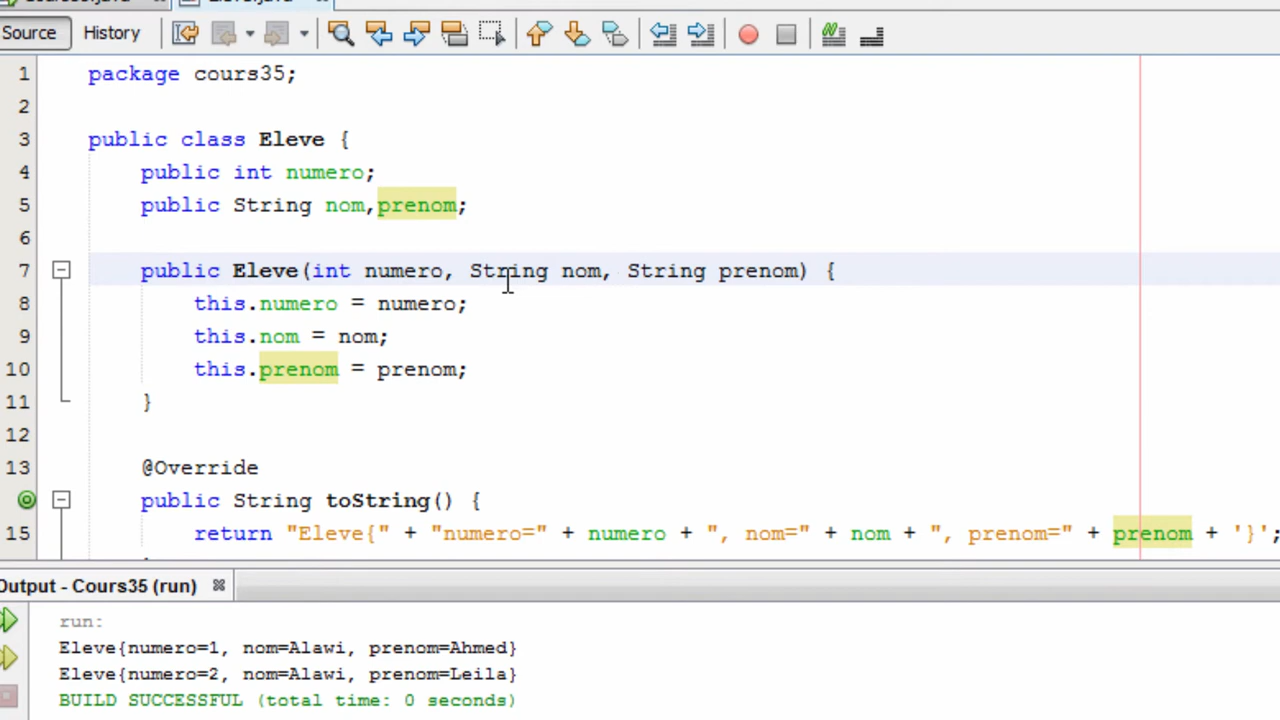 Source History
1 package cours35;
2
3 public class Eleve {
4 public int numero;
5 public String nom,prenom;
6
7 public Eleve(int numero, String nom, String prenom) {
8 this.numero = numero;
9 this.nom = nom;
10 this.prenom = prenom;
11 }
12
13 @Override
public String toString() {
15 return "Eleve{" + "numero=" + numero + ", nom=" + nom + ", prenom=" + prenom + '}';
Output - Cours35 (run)
run:
Eleve{numero=1, nom=Alawi, prenom=Ahmed}
Eleve{numero=2, nom=Alawi, prenom=Leila}
BUILD SUCCESSFUL (total time: 0 seconds)